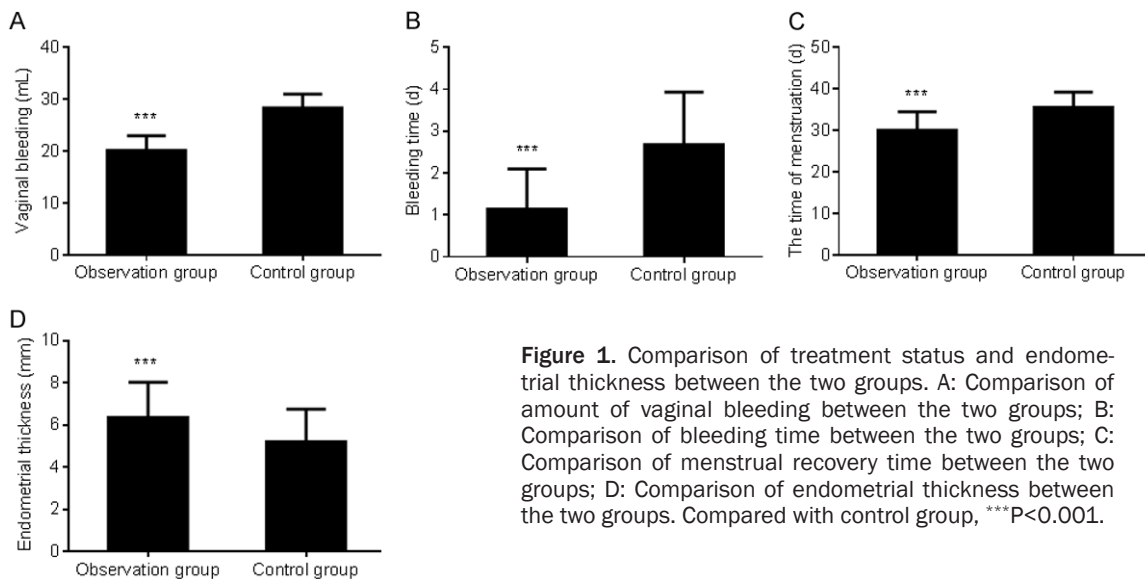 A
Vaginal bleeding (mL)
40
30
20
10
0
***
Observation group
Control group
B
Bleeding time (d)
5
4
3
2
1
0
***
Observation group
Control group
C
The time of menstruation (d)
50
40
30
20
10
0
***
Observation group
Control group
D
Endometrial thickness (mm)
10
8
6
4
2
0
***
Observation group
Control group
Figure 1. Comparison of treatment status and endome-
trial thickness between the two groups. A: Comparison of
amount of vaginal bleeding between the two groups; B:
Comparison of bleeding time between the two groups; C:
Comparison of menstrual recovery time between the two
groups; D: Comparison of endometrial thickness between
the two groups. Compared with control group, ***P<0.001.